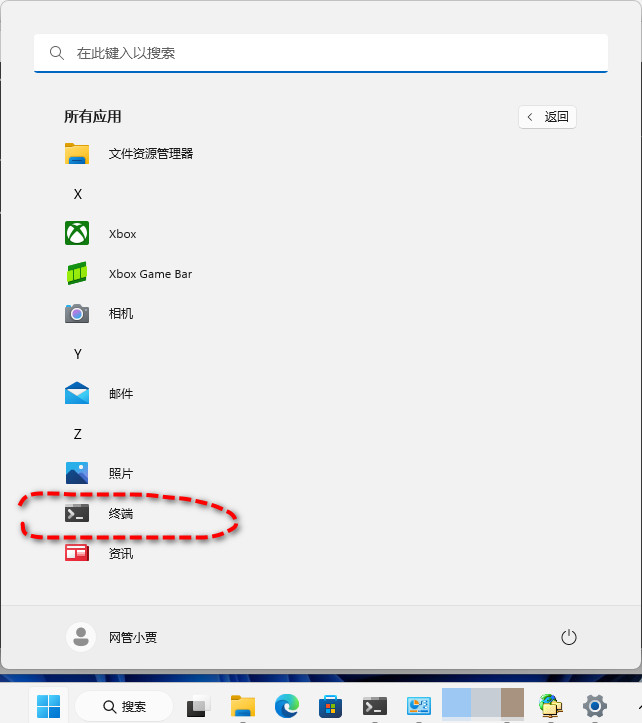 在此键入以搜索
所有应用
返回
文件资源管理器
X
Xbox
Xbox Game Bar
相机
Y
邮件
Z
照片
终端
资讯
网管小贾
搜索